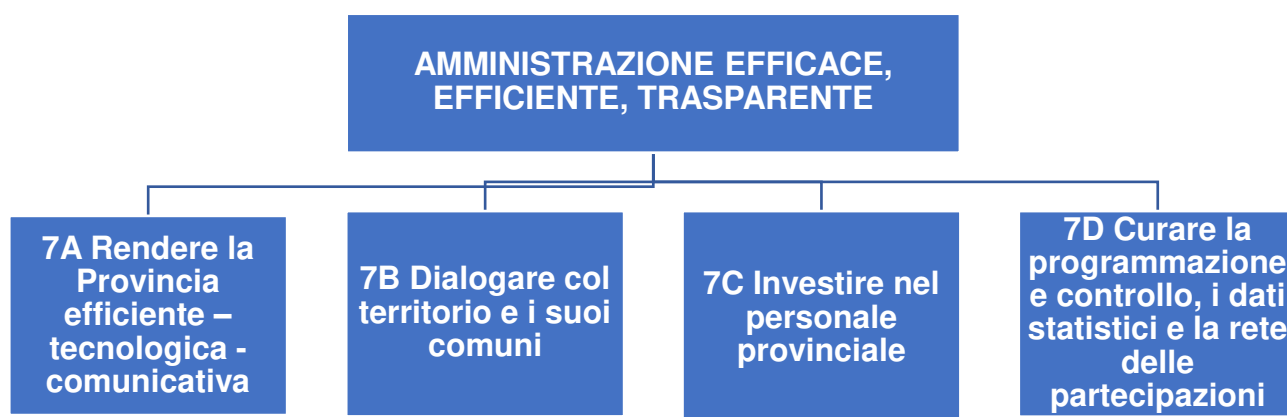 AMMINISTRAZIONE EFFICACE,
EFFICIENTE, TRASPARENTE
7A Rendere la
Provincia
efficiente –
tecnologica -
comunicativa
7B Dialogare col
territorio e i suoi
comuni
7C Investire nel
personale
provinciale
7D Curare la
programmazione
e controllo, i dati
statistici e la rete
delle
partecipazioni